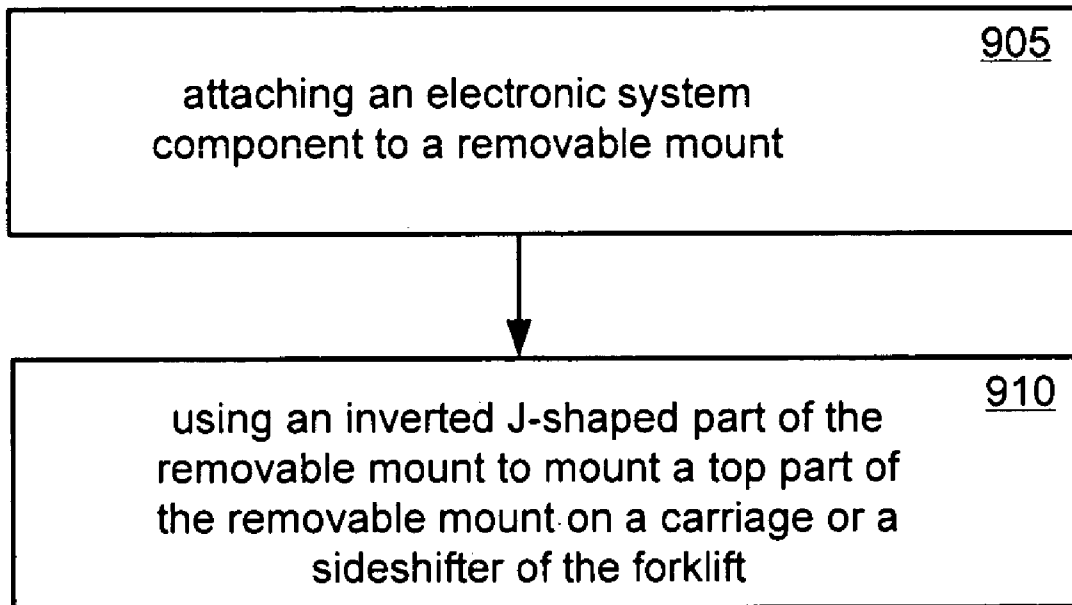 905
attaching an electronic system
component to a removable mount
910
using an inverted J-shaped part of the
removable mount to mount a top part of
the removable mount on a carriage or a
sideshifter of the forklift